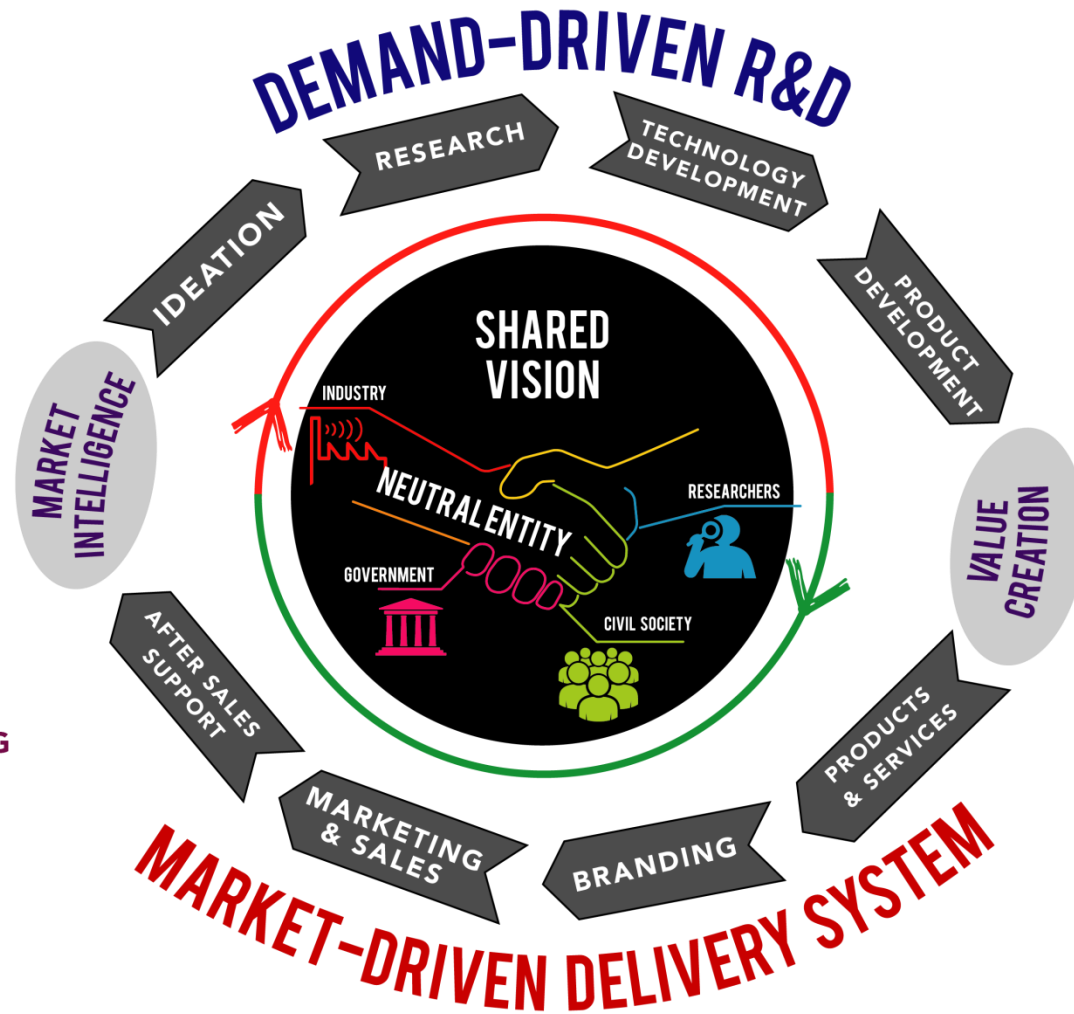 DEMAND-DRIVEN R&D
RESEARCH
TECHNOLOGY
DEVELOPMENT
IDEATION
PRODUCT
DEVELOPMENT
MARKET
INTELLIGENCE
VALUE
CREATION
SHARED
VISION
INDUSTRY
NEUTRAL ENTITY
RESEARCHERS
GOVERNMENT
CIVIL SOCIETY
AFTER SALES
SUPPORT
PRODUCTS
& SERVICES
MARKETING
& SALES
BRANDING
MARKET-DRIVEN DELIVERY SYSTEM
G